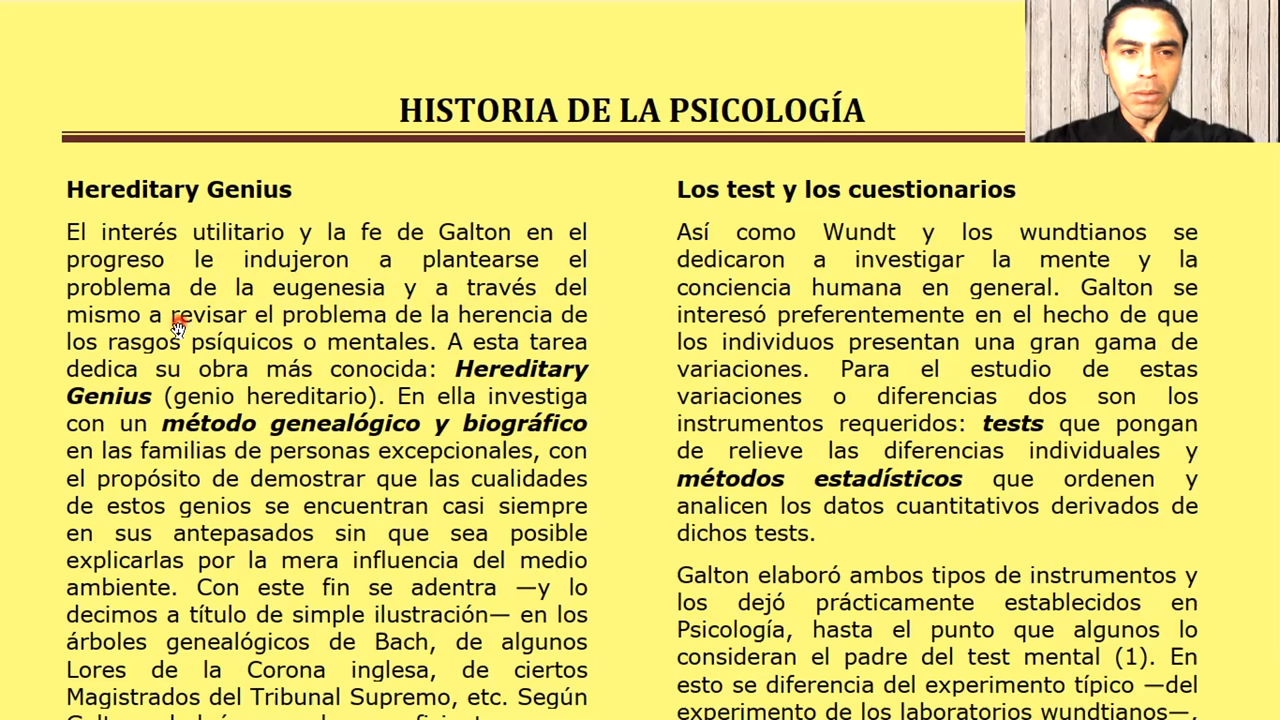 HISTORIA DE LA PSICOLOGÍA
Hereditary Genius
El interés utilitario y la fe de Galton en el
progreso le indujeron a plantearse el
problema de la eugenesia y a través del
mismo a revisar el problema de la herencia de
los rasgos psíquicos o mentales. A esta tarea
dedica su obra más conocida: Hereditary
Genius (genio hereditario). En ella investiga
con un método genealógico y biográfico
en las familias de personas excepcionales, con
el propósito de demostrar que las cualidades
de estos genios se encuentran casi siempre
en sus antepasados sin que sea posible
explicarlas por la mera influencia del medio
ambiente. Con este fin se adentra —y lo
decimos a título de simple ilustración— en los
árboles genealógicos de Bach, de algunos
Lores de la Corona inglesa, de ciertos
Magistrados del Tribunal Supremo, etc. Según
Los test y los cuestionarios
Así como Wundt y los wundtianos se
dedicaron a investigar la mente y la
conciencia humana en general. Galton se
interesó preferentemente en el hecho de que
los individuos presentan una gran gama de
variaciones. Para el estudio de estas
variaciones o diferencias dos son los
instrumentos requeridos: tests que pongan
de relieve las diferencias individuales y
métodos estadísticos que ordenen y
analicen los datos cuantitativos derivados de
dichos tests.
Galton elaboró ambos tipos de instrumentos y
los dejó prácticamente establecidos en
Psicología, hasta el punto que algunos lo
consideran el padre del test mental (1). En
esto se diferencia del experimento típico —del
experimento de los laboratorios wundtianos—,